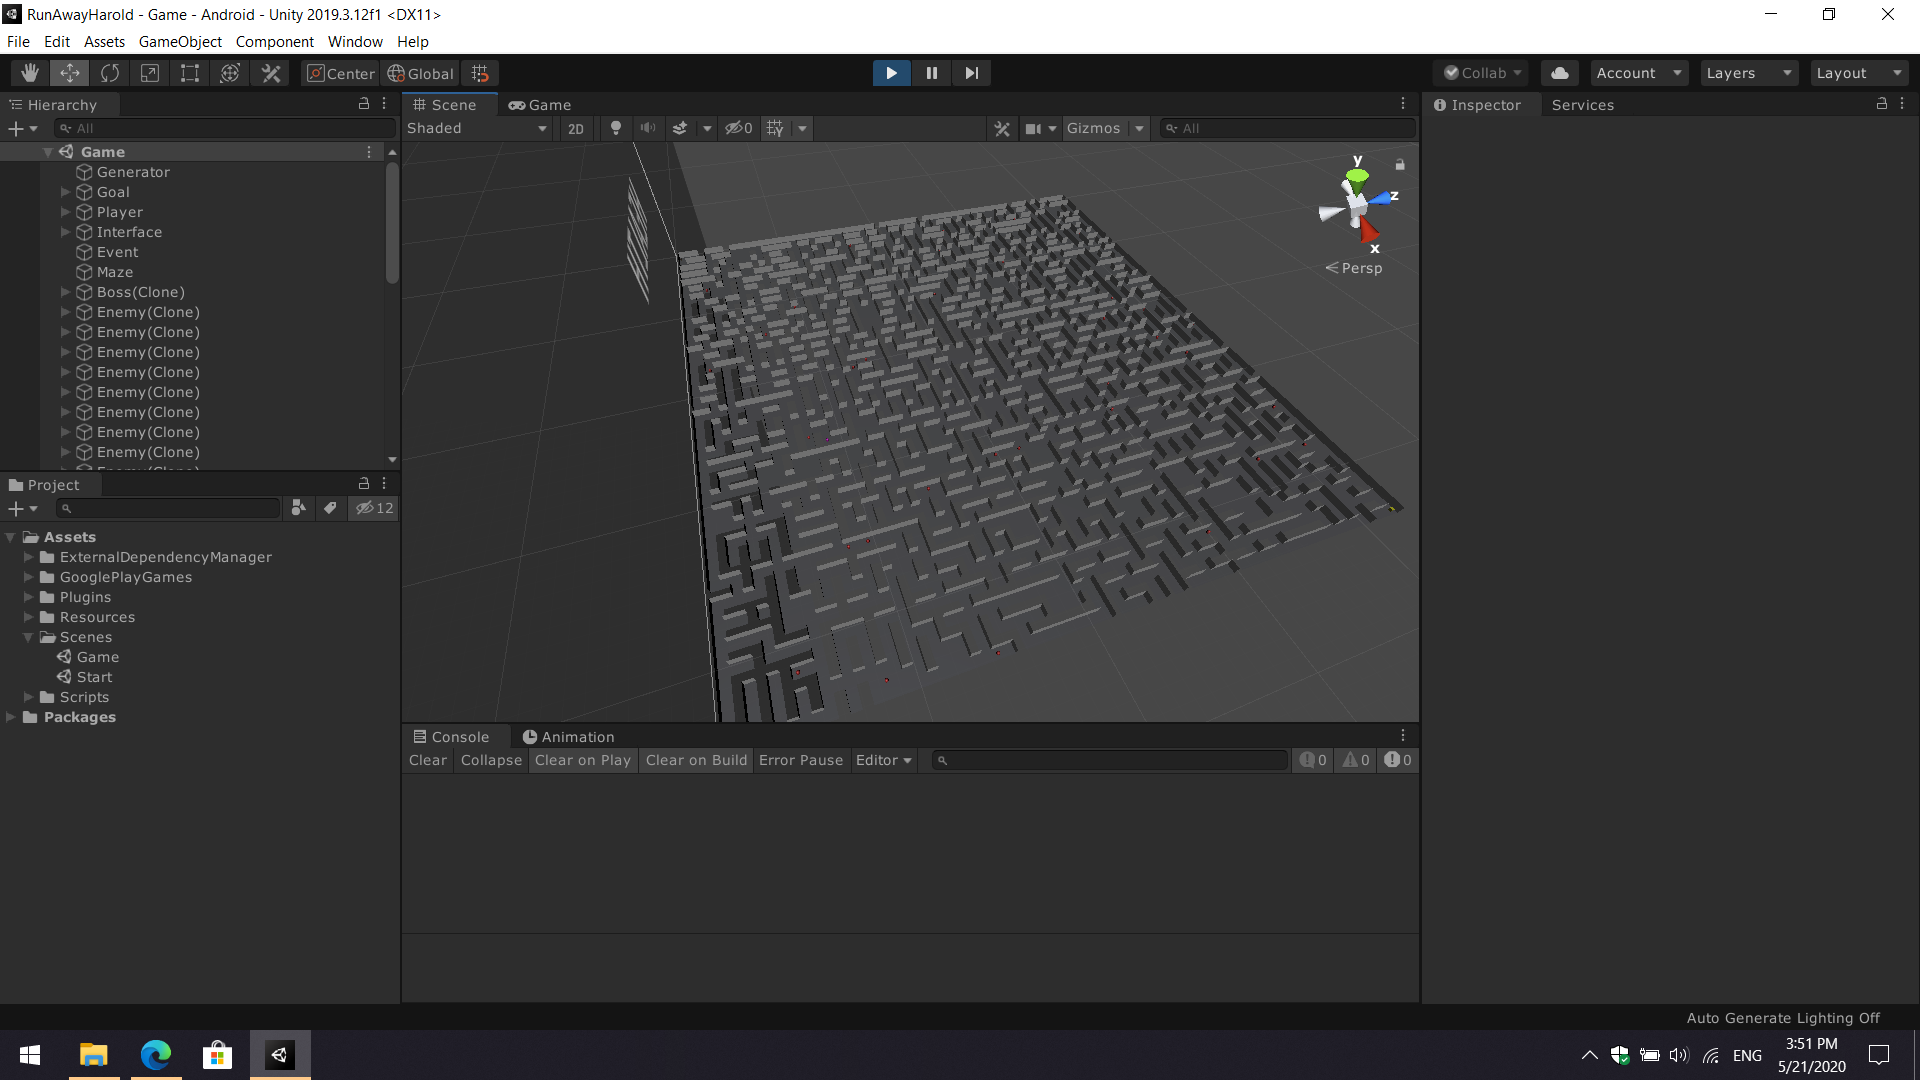 RunAwayHarold - Game - Android - Unity 2019.3.12f1 <DX11>
File Edit Assets GameObject Component Window Help
Center Global Collab Account Layers Layout
Hierarchy
All
Game
Generator
Goal
Player
Interface
Event
Maze
Boss(Clone)
Enemy(Clone)
Enemy(Clone)
Enemy(Clone)
Enemy(Clone)
Enemy(Clone)
Enemy(Clone)
Enemy(Clone)
Enemy(Clone)
Scene Game
Shaded 2D 0 Gizmos All
y
z
x
Persp
Inspector Services
Project
12
Assets
ExternalDependencyManager
GooglePlayGames
Plugins
Resources
Scenes
Game
Start
Scripts
Packages
Console Animation
Clear Collapse Clear on Play Clear on Build Error Pause Editor 0 0 0
Auto Generate Lighting Off
ENG
3:51 PM
5/21/2020